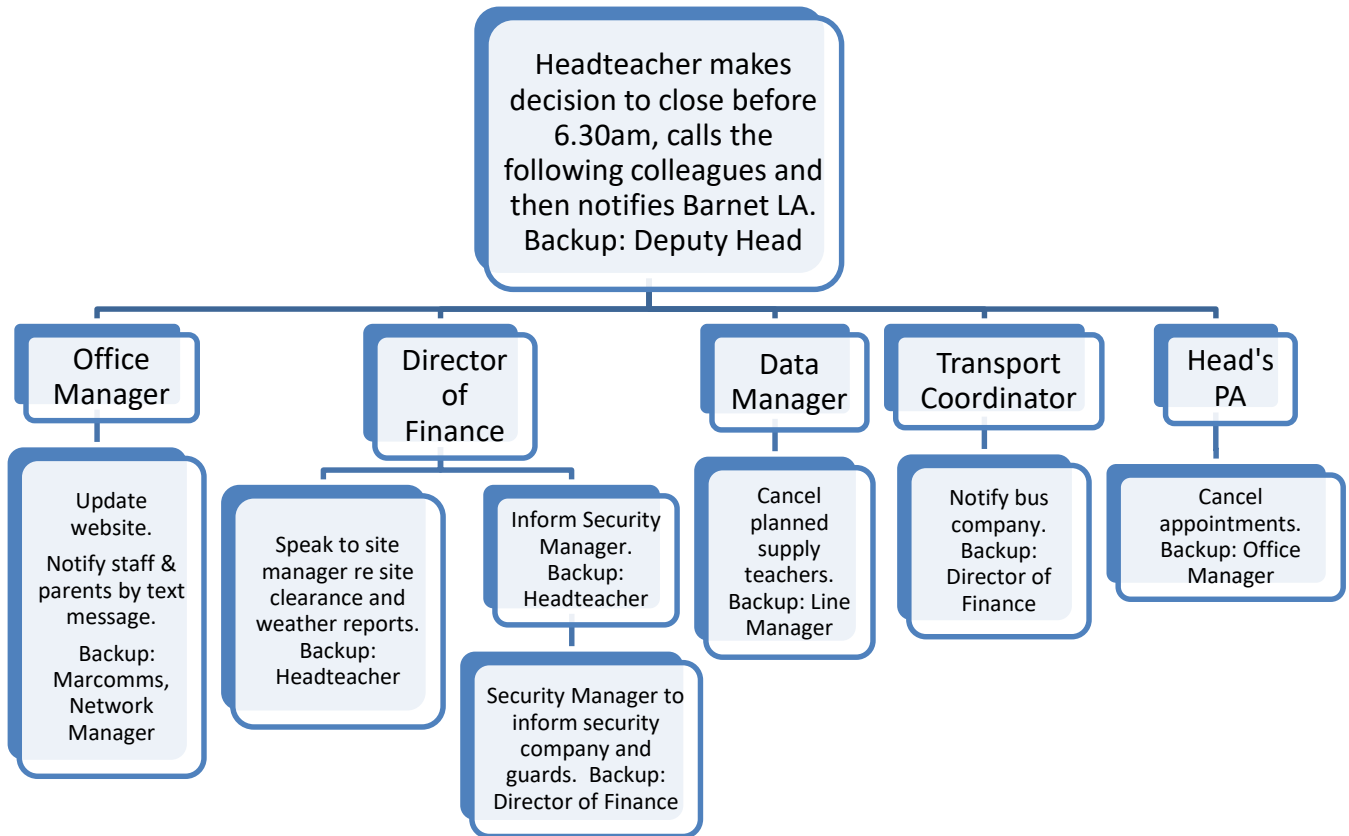 Headteacher makes
decision to close before
6.30am, calls the
following colleagues and
then notifies Barnet LA.
Backup: Deputy Head
Office
Manager
Update
website.
Notify staff &
parents by text
message.
Backup:
Marcomms,
Network
Manager
Director
of
Finance
Speak to site
manager re site
clearance and
weather reports.
Backup:
Headteacher
Inform Security
Manager.
Backup:
Headteacher
Security Manager to
inform security
company and
guards.  Backup:
Director of Finance
Data
Manager
Cancel
planned
supply
teachers.
Backup: Line
Manager
Transport
Coordinator
Notify bus
company.
Backup:
Director of
Finance
Head's
PA
Cancel
appointments.
Backup: Office
Manager